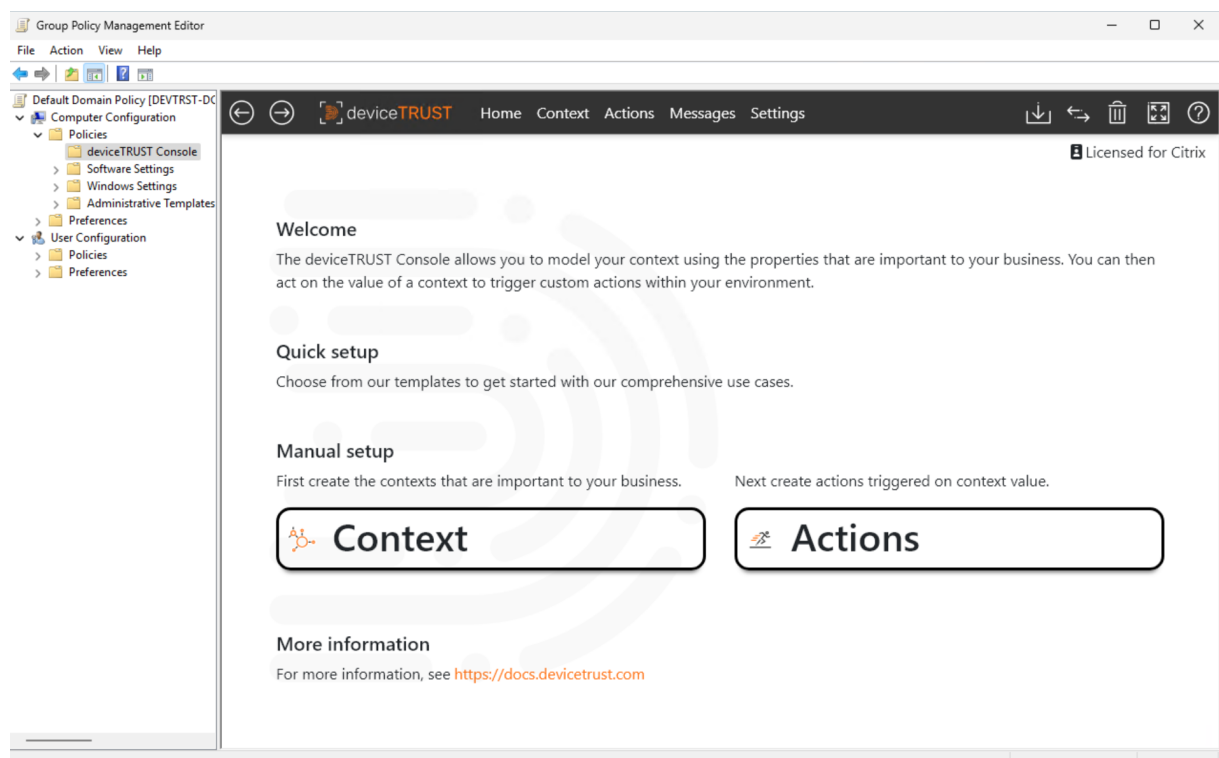 Group Policy Management Editor
File Action View Help
Default Domain Policy [DEVTRST-DC
Computer Configuration
Policies
deviceTRUST Console
Software Settings
Windows Settings
Administrative Templates
Preferences
User Configuration
Policies
Preferences
deviceTRUST Home Context Actions Messages Settings
Licensed for Citrix
Welcome
The deviceTRUST Console allows you to model your context using the properties that are important to your business. You can then
act on the value of a context to trigger custom actions within your environment.
Quick setup
Choose from our templates to get started with our comprehensive use cases.
Manual setup
First create the contexts that are important to your business.
Next create actions triggered on context value.
Context
Actions
More information
For more information, see https://docs.devicetrust.com